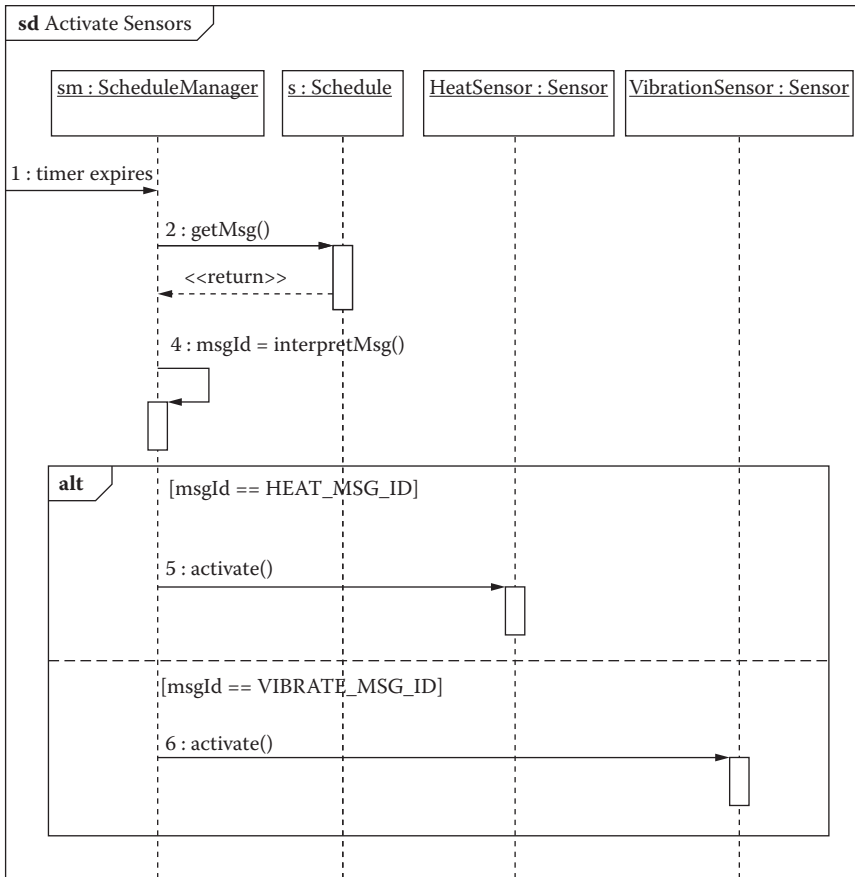 sd Activate Sensors
sm : ScheduleManager
s : Schedule
HeatSensor : Sensor
VibrationSensor : Sensor
1 : timer expires
2 : getMsg()
<<return>>
4 : msgId = interpretMsg()
alt
[msgId == HEAT_MSG_ID]
5 : activate()
[msgId == VIBRATE_MSG_ID]
6 : activate()